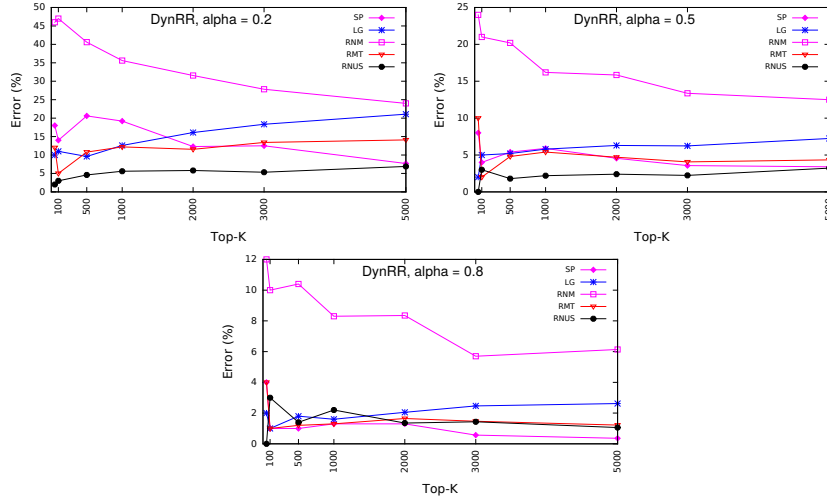 DynRR, alpha = 0.2
Error (%)
50
45
40
35
30
25
20
15
10
5
0
100
500
1000
2000
3000
5000
Top-K
SP
LG
RNM
RMT
RNUS
DynRR, alpha = 0.5
Error (%)
25
20
15
10
5
0
100
500
1000
2000
3000
5000
Top-K
SP
LG
RNM
RMT
RNUS
DynRR, alpha = 0.8
Error (%)
12
10
8
6
4
2
0
100
500
1000
2000
3000
5000
Top-K
SP
LG
RNM
RMT
RNUS